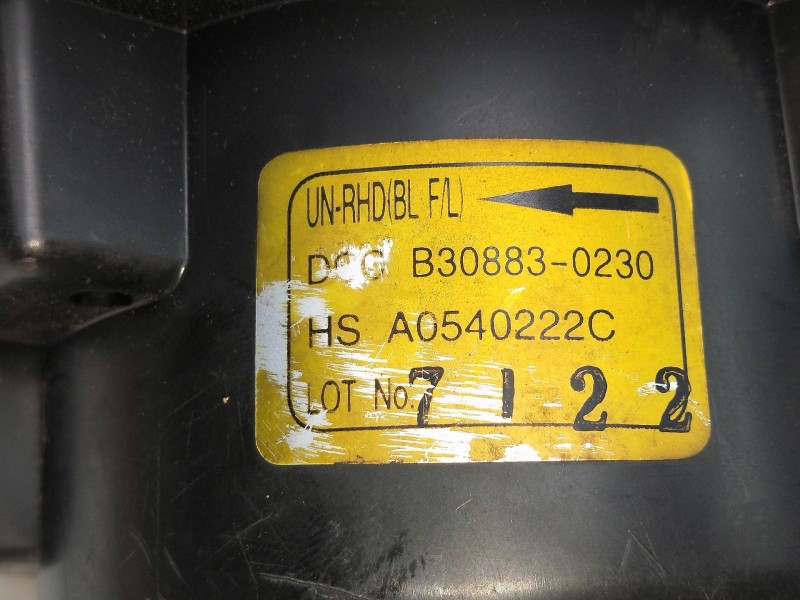 UN-RHD(BL F/L)
B30883-0230
HS A0540222C
LOT No. 7 1 2 2